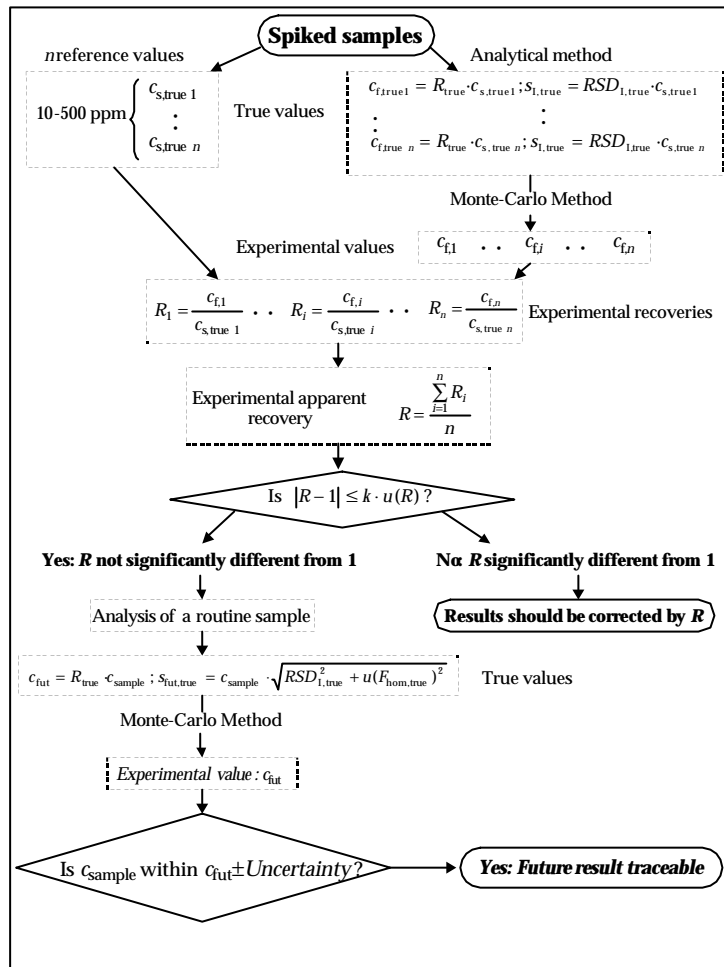 Spiked samples
n reference values
10-500 ppm { c_s,true 1
:
c_s,true n
True values
Analytical method
c_f,true1 = R_true·c_s,true1; s_I,true = RSD_I,true·c_s,true1
: :
c_f,true n = R_true·c_s,true n; s_I,true = RSD_I,true·c_s,true n
Monte-Carlo Method
Experimental values
c_f,1 . . c_f,i . . c_f,n
R_1 = c_f,1 / c_s,true 1 . . R_i = c_f,i / c_s,true i . . R_n = c_f,n / c_s,true n
Experimental recoveries
Experimental apparent
recovery
R = ∑_{i=1}^{n} R_i / n
Is |R−1| ≤ k·u(R) ?
Yes: R not significantly different from 1
No: R significantly different from 1
Analysis of a routine sample
Results should be corrected by R
c_fut = R_true·c_sample; s_fut,true = c_sample·√(RSD²_I,true + u(F_hom,true)²)
True values
Monte-Carlo Method
Experimental value: c_fut
Is c_sample within c_fut±Uncertainty?
Yes: Future result traceable